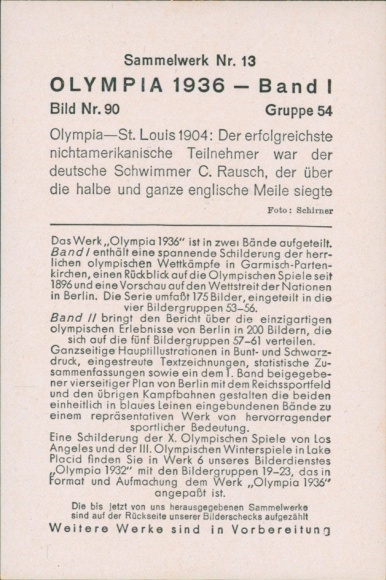 Sammelwerk Nr. 13
OLYMPIA 1936 – Band I
Bild Nr. 90 Gruppe 54
Olympia—St. Louis 1904: Der erfolgreichste
nichtamerikanische Teilnehmer war der
deutsche Schwimmer C. Rausch, der über
die halbe und ganze englische Meile siegte
Foto: Schirner
Das Werk „Olympia 1936" ist in zwei Bände aufgeteilt.
Band I enthält eine spannende Schilderung der herr-
lichen olympischen Wettkämpfe in Garmisch-Parten-
kirchen, einen Rückblick auf die Olympischen Spiele seit
1896 und eine Vorschau auf den Wettstreit der Nationen
in Berlin. Die Serie umfaßt 175 Bilder, eingeteilt in die
vier Bildergruppen 53–56.
Band II bringt den Bericht über die einzigartigen
olympischen Erlebnisse von Berlin in 200 Bildern, die
sich auf die fünf Bildergruppen 57–61 verteilen.
Ganzseitige Hauptillustrationen in Bunt- und Schwarz-
druck, eingestreute Textzeichnungen, statistische Zu-
sammenfassungen sowie ein dem 1. Band beigegebe-
ner vierseitiger Plan von Berlin mit dem Reichssportfeld
und den übrigen Kampfbahnen gestalten die beiden
einheitlich in blaues Leinen eingebundenen Bände zu
einem repräsentativen Werk von hervorragender
sportlicher Bedeutung.
Eine Schilderung der X. Olympischen Spiele von Los
Angeles und der III. Olympischen Winterspiele in Lake
Placid finden Sie in Werk 6 unseres Bilderdienstes
„Olympia 1932" mit den Bildergruppen 19–23, das in
Format und Aufmachung dem Werk „Olympia 1936"
angepaßt ist.
Die bis jetzt von uns herausgegebenen Sammelwerke
sind auf der Rückseite unserer Bilderschecks aufgezählt
Weitere Werke sind in Vorbereitung